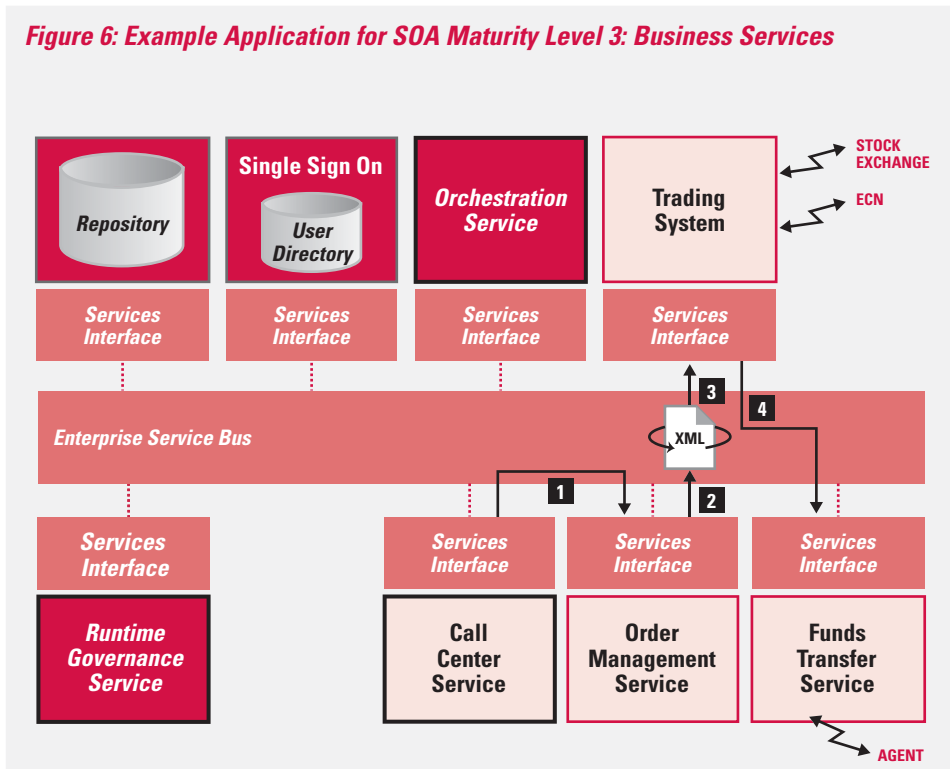 Figure 6: Example Application for SOA Maturity Level 3: Business Services
Repository
Single Sign On
User
Directory
Orchestration
Service
Trading
System
STOCK
EXCHANGE
ECN
Services
Interface
Services
Interface
Services
Interface
Services
Interface
3
4
Enterprise Service Bus
XML
1
2
Services
Interface
Services
Interface
Services
Interface
Services
Interface
Runtime
Governance
Service
Call
Center
Service
Order
Management
Service
Funds
Transfer
Service
AGENT